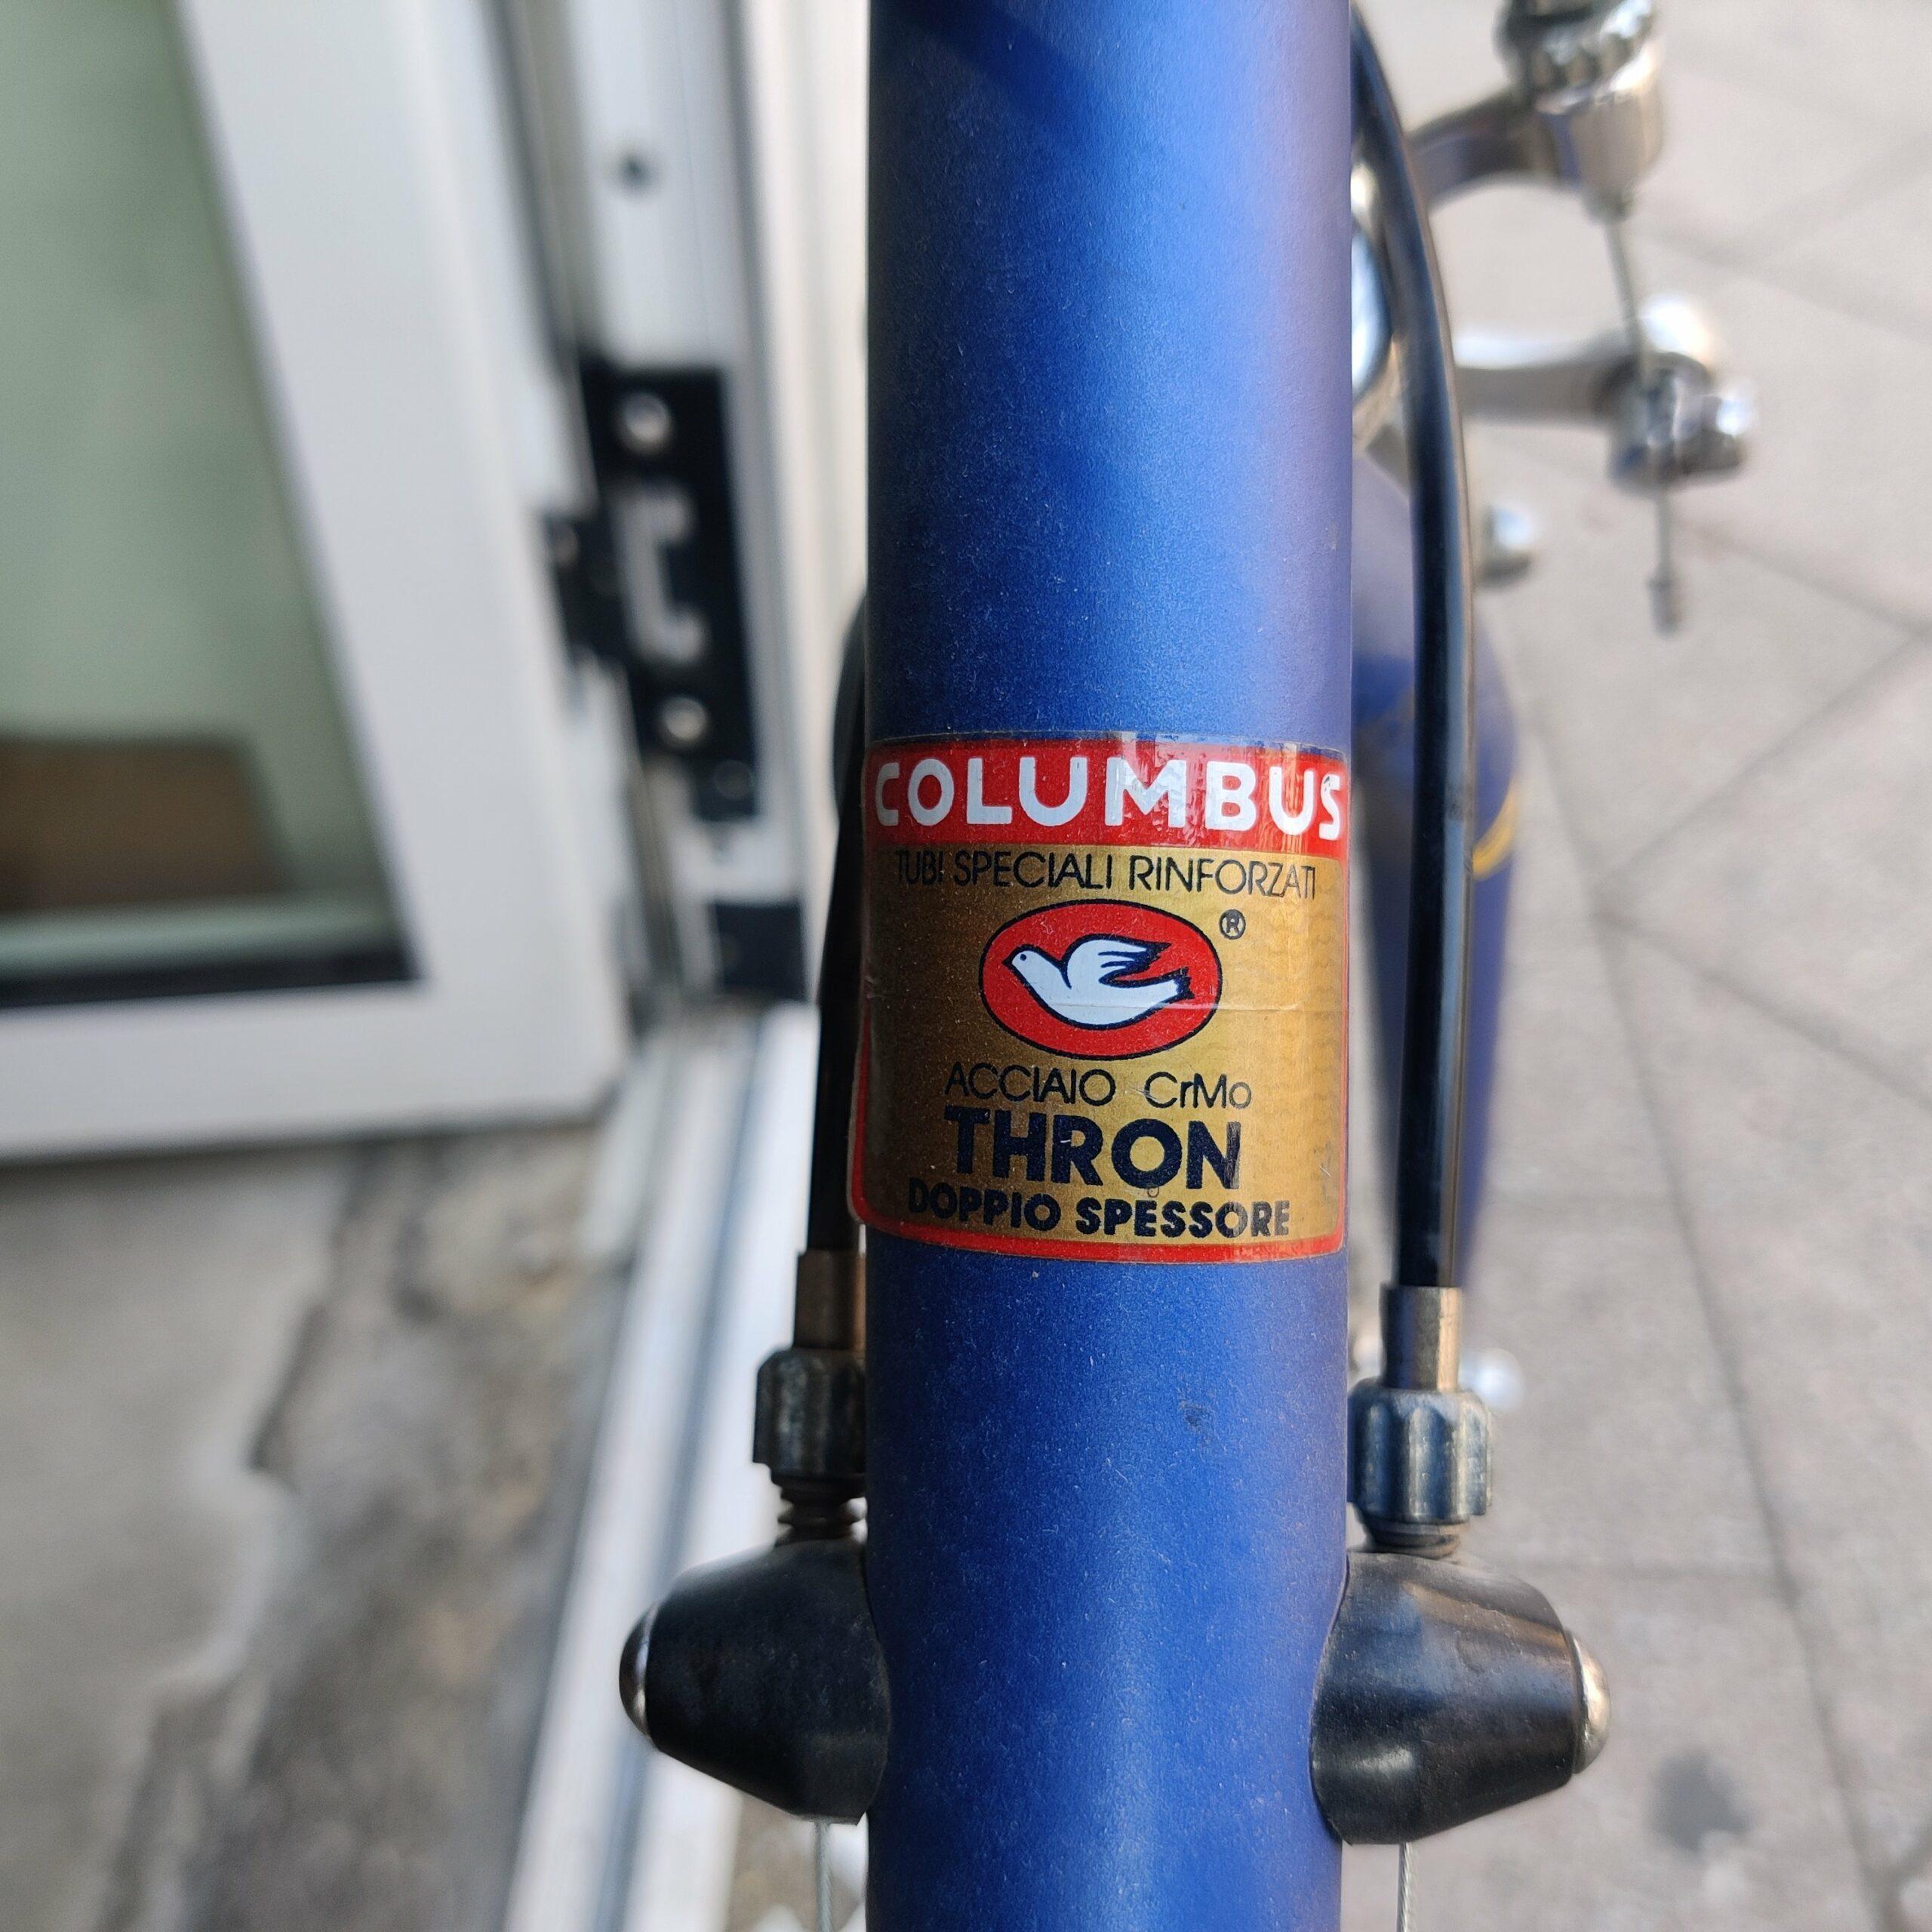 COLUMBUS
TUBI SPECIALI RINFORZATI
®
ACCIAIO CrMo
THRON
DOPPIO SPESSORE